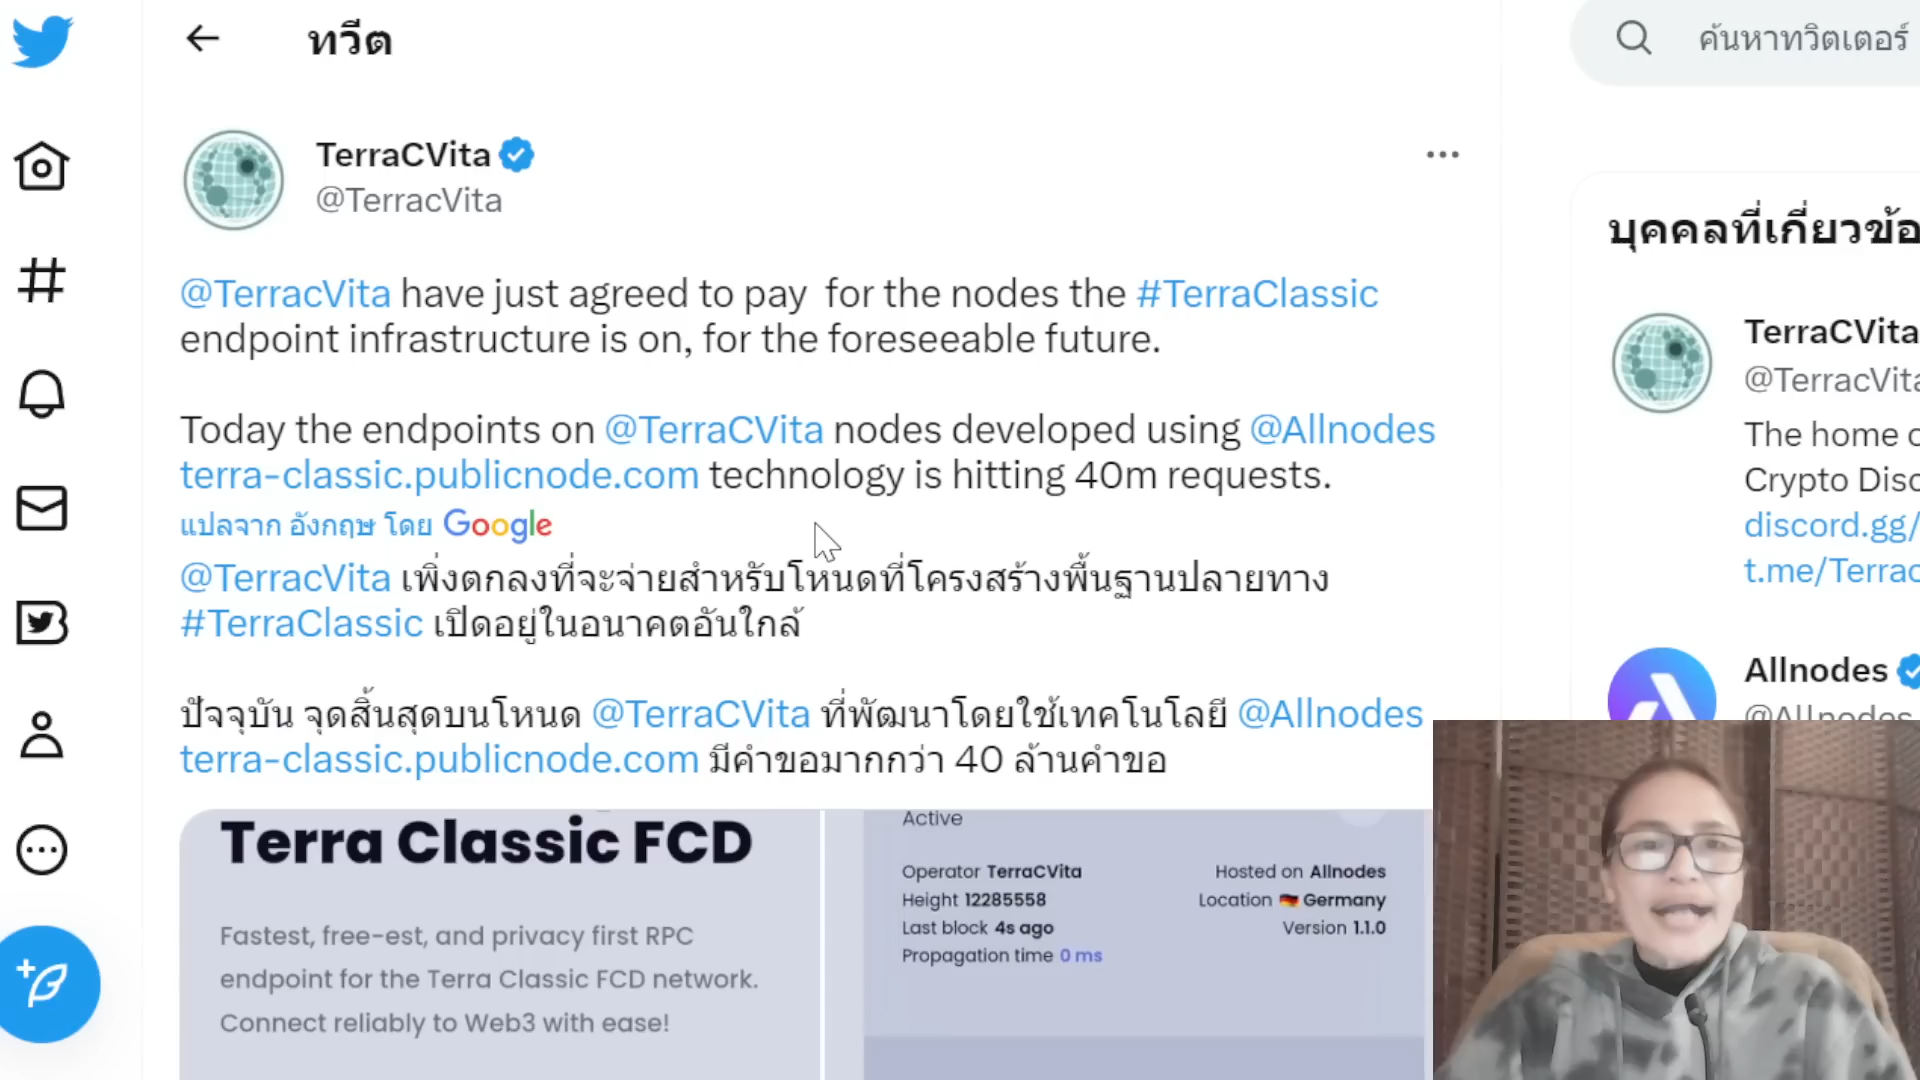 ทวีต
ค้นหาทวิตเตอร์
TerraCVita
@TerracVita
@TerracVita have just agreed to pay for the nodes the #TerraClassic
endpoint infrastructure is on, for the foreseeable future.
Today the endpoints on @TerraCVita nodes developed using @Allnodes
terra-classic.publicnode.com technology is hitting 40m requests.
แปลจาก อังกฤษ โดย Google
@TerracVita เพิ่งตกลงที่จะจ่ายสำหรับโหนดที่โครงสร้างพื้นฐานปลายทาง
#TerraClassic เปิดอยู่ในอนาคตอันใกล้
ปัจจุบัน จุดสิ้นสุดบนโหนด @TerraCVita ที่พัฒนาโดยใช้เทคโนโลยี @Allnodes
terra-classic.publicnode.com มีคำขอมากกว่า 40 ล้านคำขอ
Terra Classic FCD
Fastest, free-est, and privacy first RPC
endpoint for the Terra Classic FCD network.
Connect reliably to Web3 with ease!
Active
Operator TerraCVita
Height 12285558
Last block 4s ago
Propagation time 0 ms
Hosted on Allnodes
Location Germany
Version 1.1.0
บุคคลที่เกี่ยวข้อ
TerraCVita
@TerracVita
The home o
Crypto Disc
discord.gg/
t.me/Terrac
Allnodes
@Allnodes